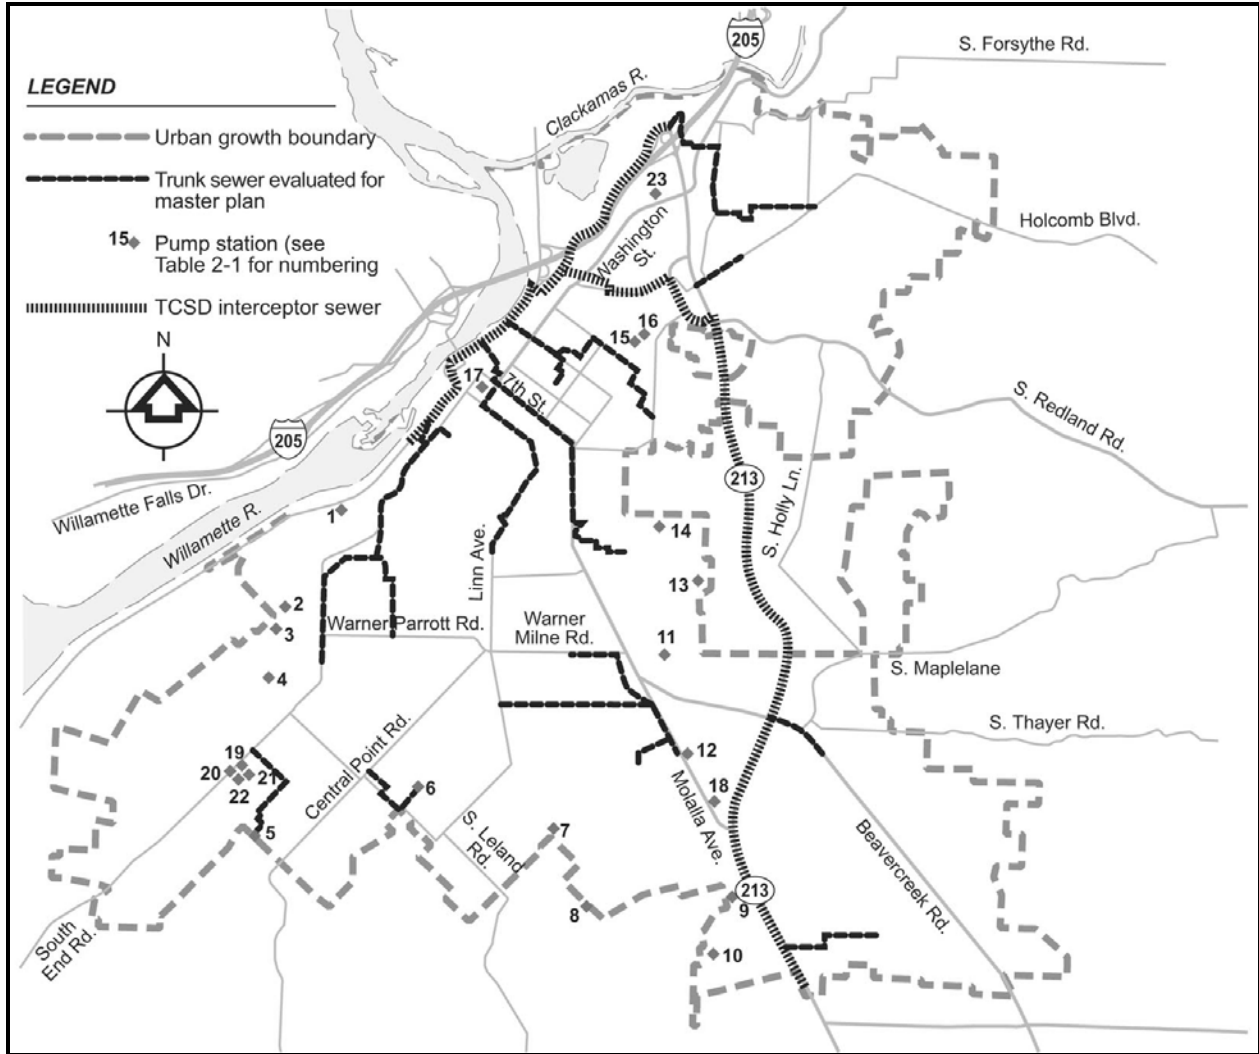 205
S. Forsythe Rd.
LEGEND
Clackamas R.
Urban growth boundary
Trunk sewer evaluated for
master plan
15
Pump station (see
Table 2-1 for numbering
TCSD interceptor sewer
23
Washington
St.
Holcomb Blvd.
N
15
16
17
7th St.
205
S. Redland
Rd.
213
Willamette Falls Dr.
Willamette R.
1
14
S. Holly Ln.
Linn Ave.
13
2
3
Warner Parrott Rd.
Warner
Milne Rd.
11
S. Maplelane
4
S. Thayer Rd.
Central Point Rd.
19
20
21
22
12
6
18
Molalla Ave.
5
7
S. Leland
Rd.
Beavercreek Rd.
213
8
9
10
South
End Rd.